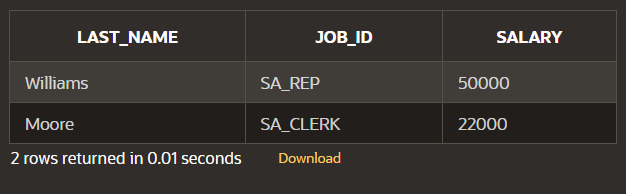 LAST_NAME JOB_ID SALARY
Williams SA_REP 50000
Moore SA_CLERK 22000
2 rows returned in 0.01 seconds Download